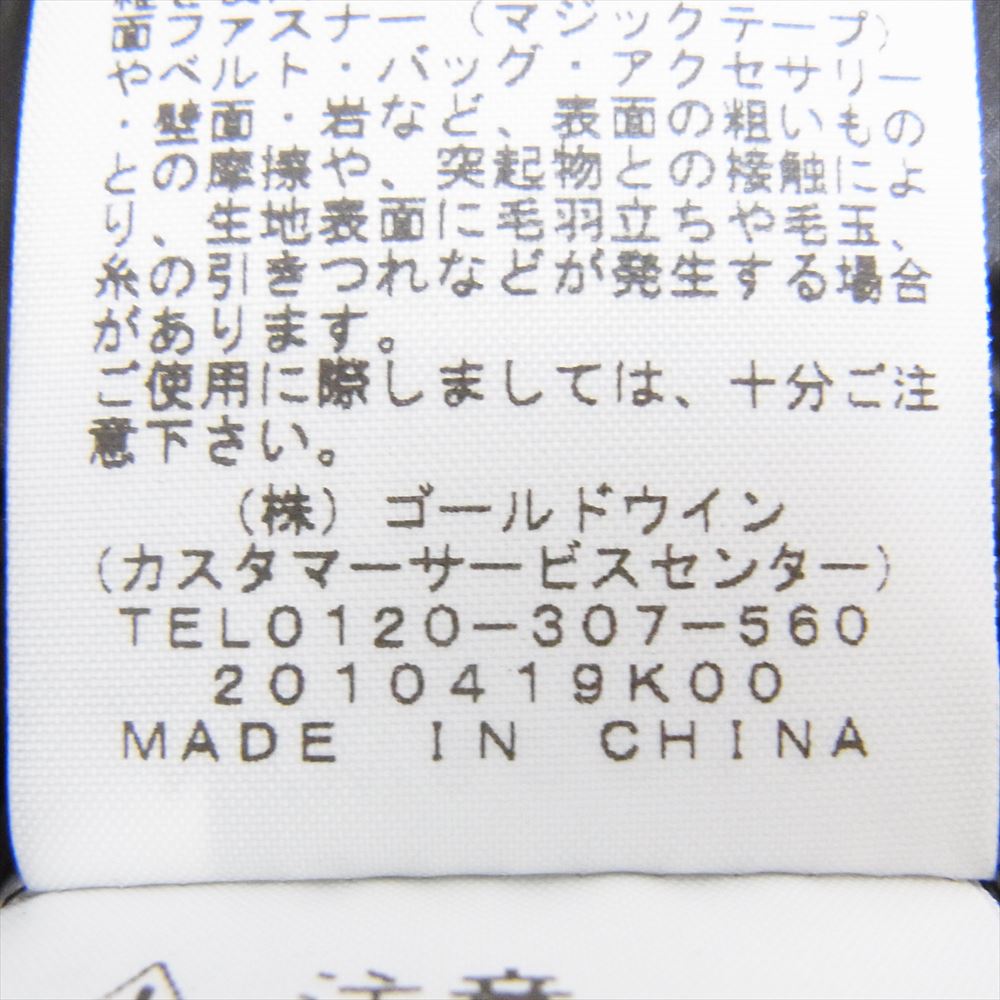 面ファスナー(マジックテープ)
やベルト・バッグ・アクセサリー
・壁面・岩など、表面の粗いもの
との摩擦や、突起物との接触によ
り、生地表面に毛羽立ちや毛玉、
糸の引きつれなどが発生する場合
があります。
ご使用に際しましては、十分ご注
意下さい。
(株)ゴールドウイン
(カスタマーサービスセンター)
TEL0120-307-560
2010419K00
MADE IN CHINA
注意